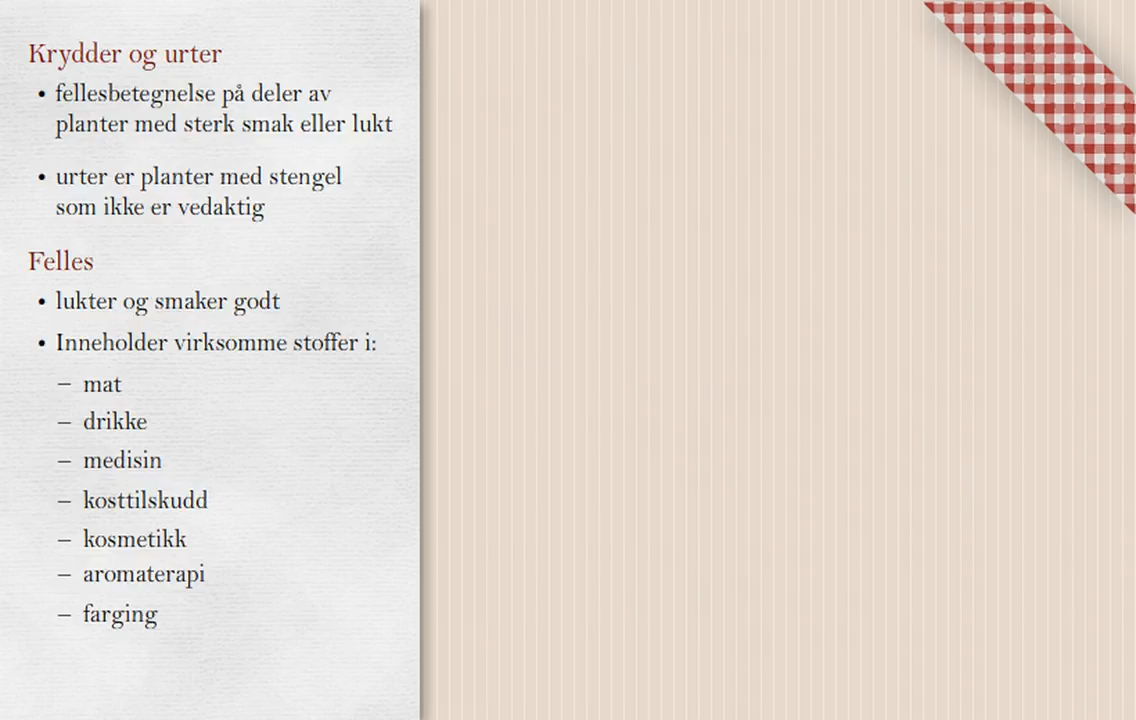 Krydder og urter
• fellesbetegnelse på deler av
planter med sterk smak eller lukt
• urter er planter med stengel
som ikke er vedaktig
Felles
• lukter og smaker godt
• Inneholder virksomme stoffer i:
– mat
– drikke
– medisin
– kosttilskudd
– kosmetikk
– aromaterapi
– farging